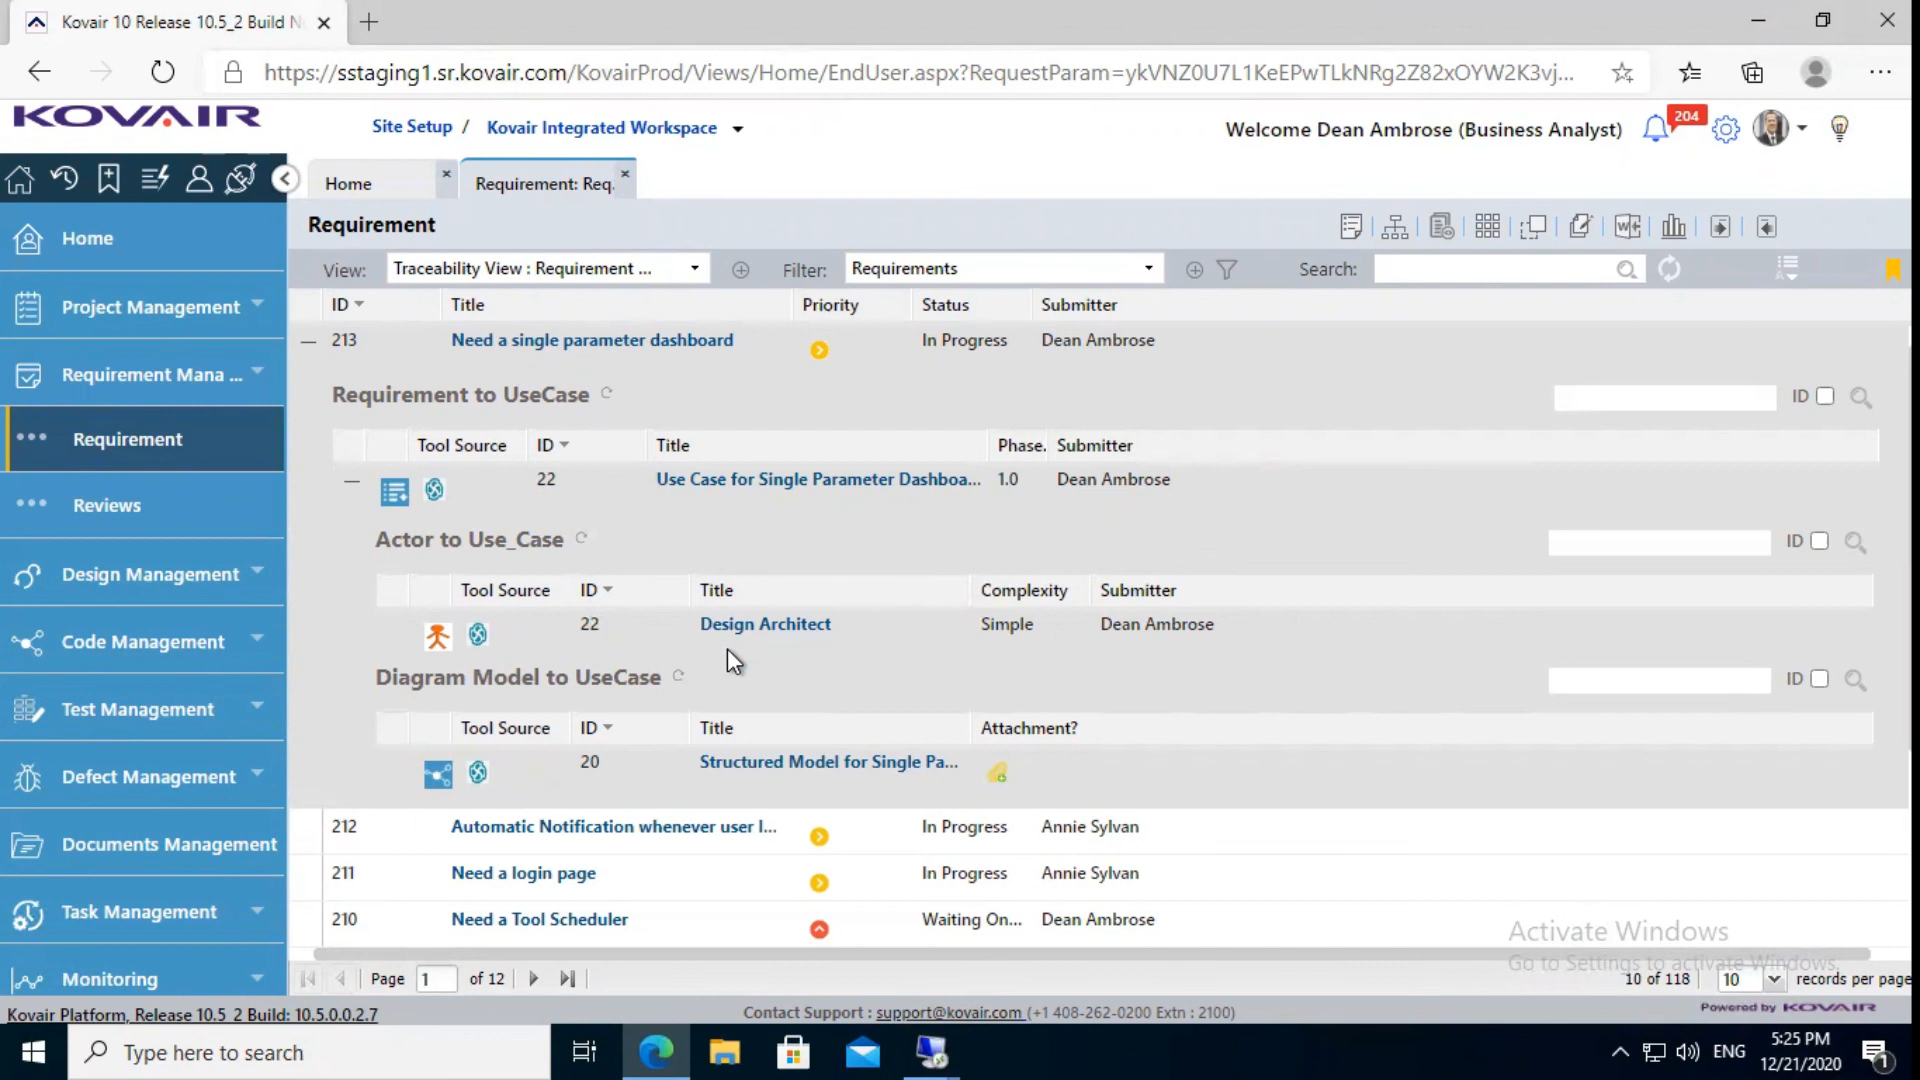 Kovair 10 Release 10.5_2 Build N
https://sstaging1.sr.kovair.com/KovairProd/Views/Home/EndUser.aspx?RequestParam=ykVNZ0U7L1KeEPwTLkNRg2Z82xOYW2K3vj...
KOVAIR
Site Setup / Kovair Integrated Workspace
Welcome Dean Ambrose (Business Analyst)
204
Home
Requirement: Req.
Home
Project Management
Requirement Mana ...
Requirement
Reviews
Design Management
Code Management
Test Management
Defect Management
Documents Management
Task Management
Monitoring
Requirement
View: Traceability View : Requirement ... Filter: Requirements Search:
ID Title Priority Status Submitter
213 Need a single parameter dashboard In Progress Dean Ambrose
Requirement to UseCase ID
Tool Source ID Title Phase. Submitter
22 Use Case for Single Parameter Dashboa... 1.0 Dean Ambrose
Actor to Use_Case ID
Tool Source ID Title Complexity Submitter
22 Design Architect Simple Dean Ambrose
Diagram Model to UseCase ID
Tool Source ID Title Attachment?
20 Structured Model for Single Pa...
212 Automatic Notification whenever user l... In Progress Annie Sylvan
211 Need a login page In Progress Annie Sylvan
210 Need a Tool Scheduler Waiting On... Dean Ambrose
Activate Windows
Go to Settings to activate Windows.
Page 1 of 12
10 of 118 10 records per page
Kovair Platform, Release 10.5_2 Build: 10.5.0.0.2.7
Contact Support : support@kovair.com (+1 408-262-0200 Extn : 2100)
Powered by KOVAIR
Type here to search
ENG
5:25 PM
12/21/2020
1